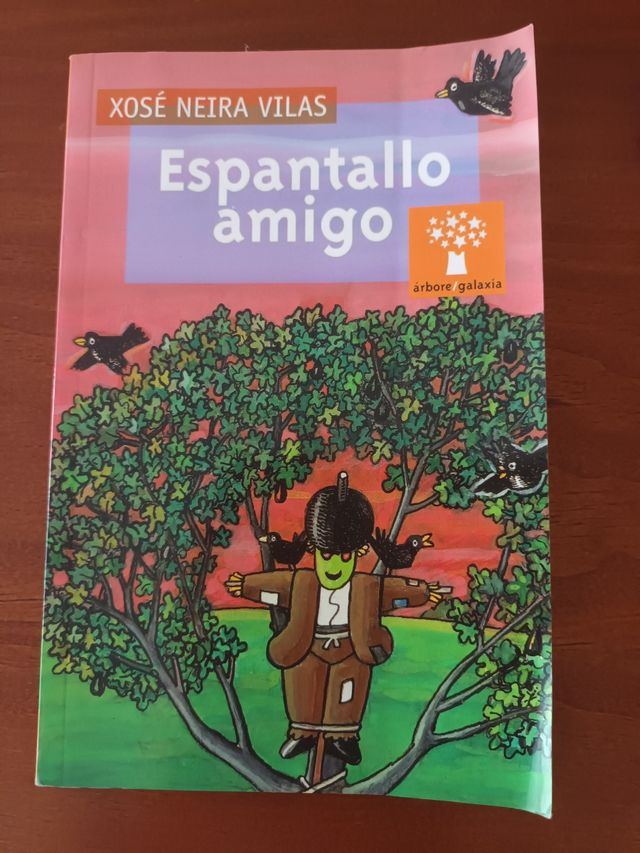 XOSÉ NEIRA VILAS
Espantallo
amigo
árbore/galaxia